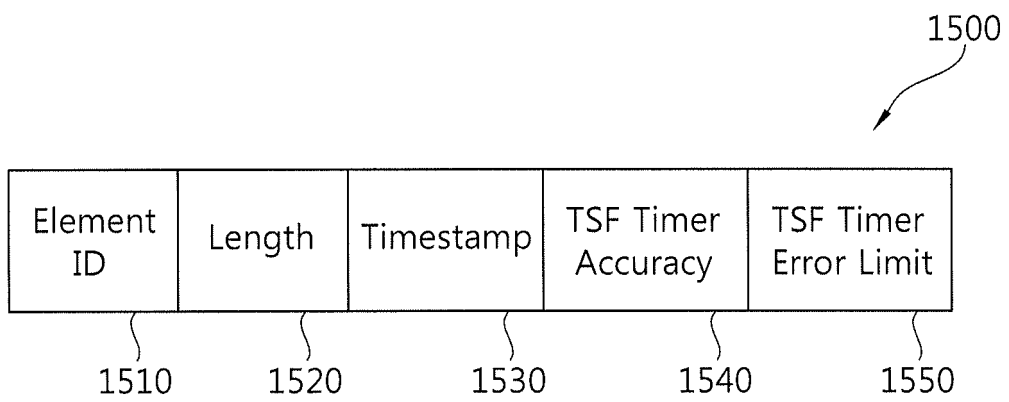 1500
Element
ID
Length
Timestamp
TSF Timer
Accuracy
TSF Timer
Error Limit
1510
1520
1530
1540
1550